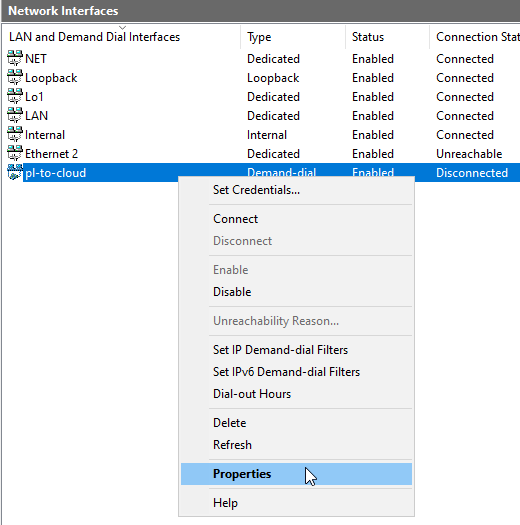 Network Interfaces
LAN and Demand Dial Interfaces Type Status Connection Stat
NET Dedicated Enabled Connected
Loopback Loopback Enabled Connected
Lo1 Dedicated Enabled Connected
LAN Dedicated Enabled Connected
Internal Internal Enabled Connected
Ethernet 2 Dedicated Enabled Unreachable
pl-to-cloud Demand-dial Enabled Disconnected
Set Credentials...
Connect
Disconnect
Enable
Disable
Unreachability Reason...
Set IP Demand-dial Filters
Set IPv6 Demand-dial Filters
Dial-out Hours
Delete
Refresh
Properties
Help